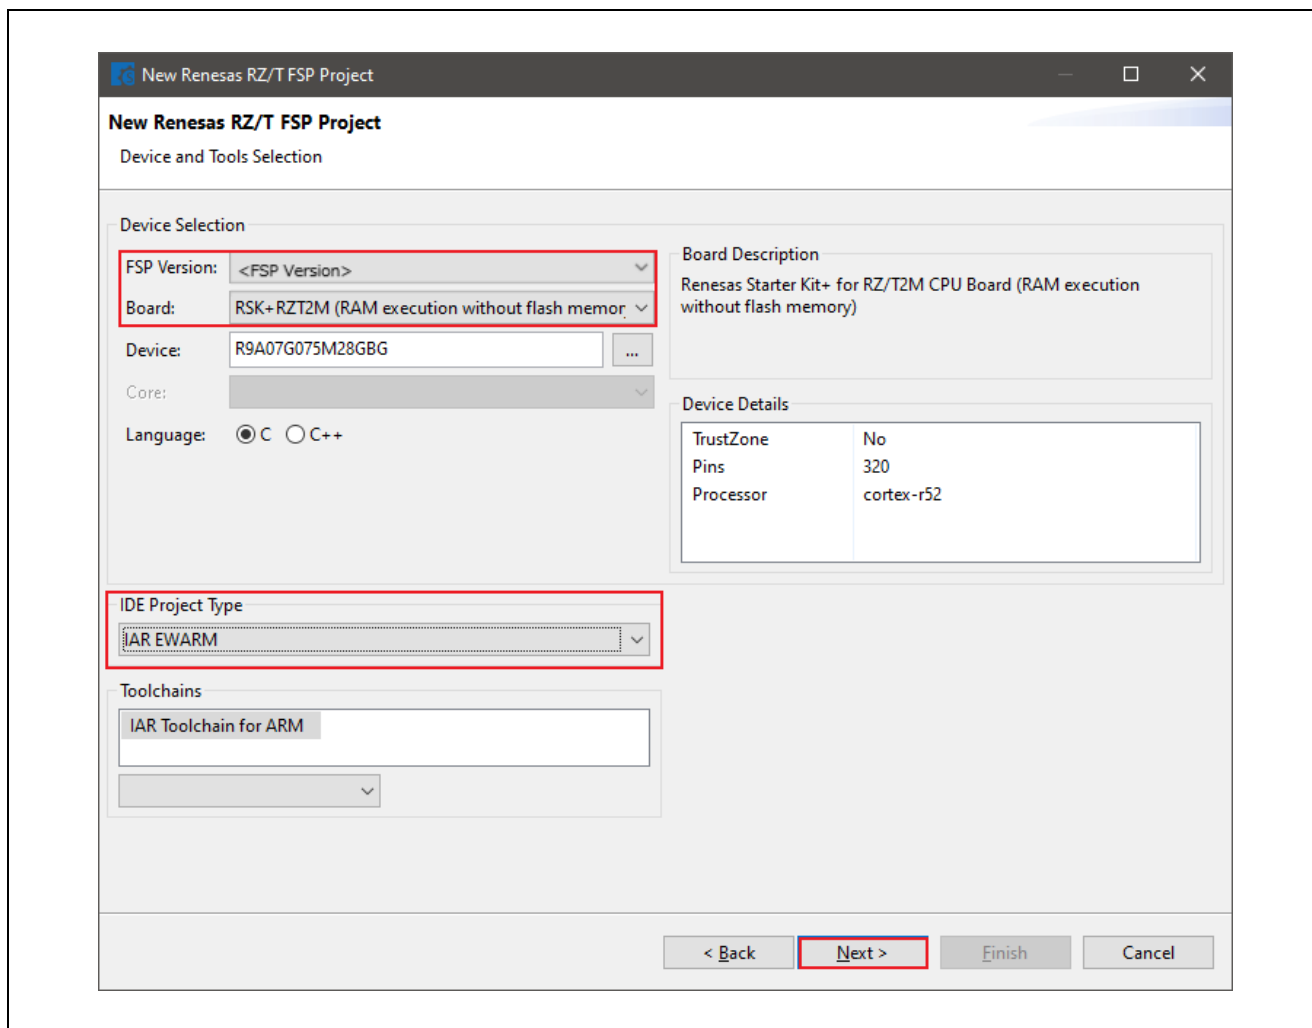 New Renesas RZ/T FSP Project
New Renesas RZ/T FSP Project
Device and Tools Selection
Device Selection
FSP Version:
<FSP Version>
Board:
RSK+RZT2M (RAM execution without flash memor
Device:
R9A07G075M28GBG
...
Core:
Language:
C
C++
Board Description
Renesas Starter Kit+ for RZ/T2M CPU Board (RAM execution
without flash memory)
Device Details
TrustZone No
Pins 320
Processor cortex-r52
IDE Project Type
IAR EWARM
Toolchains
IAR Toolchain for ARM
< Back
Next >
Finish
Cancel